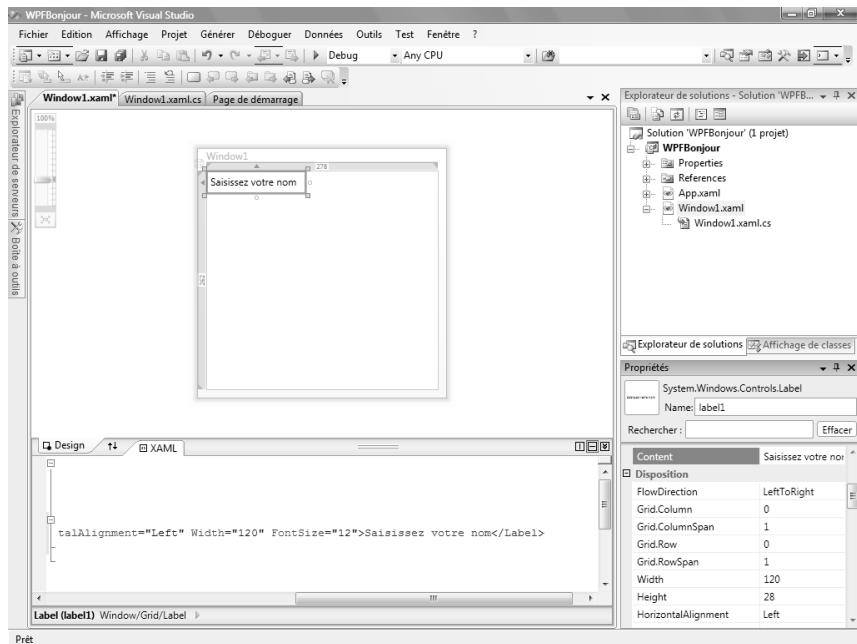 WPFBonjour - Microsoft Visual Studio
Fichier Edition Affichage Projet Générer Déboguer Données Outils Test Fenêtre ?
Debug Any CPU
Window1.xaml* Window1.xaml.cs Page de démarrage
Explorateur de serveurs
Boîte à outils
100%
Window1
278
Saisissez votre nom
262
Design XAML
talAlignment="Left" Width="120" FontSize="12">Saisissez votre nom</Label>
Label (label1) Window/Grid/Label
Prêt
Explorateur de solutions - Solution 'WPFB...
Solution 'WPFBonjour' (1 projet)
WPFBonjour
Properties
References
App.xaml
Window1.xaml
Window1.xaml.cs
Explorateur de solutions Affichage de classes
Propriétés
System.Windows.Controls.Label
Name: label1
Rechercher : Effacer
Content Saisissez votre nor
Disposition
FlowDirection LeftToRight
Grid.Column 0
Grid.ColumnSpan 1
Grid.Row 0
Grid.RowSpan 1
Width 120
Height 28
HorizontalAlignment Left